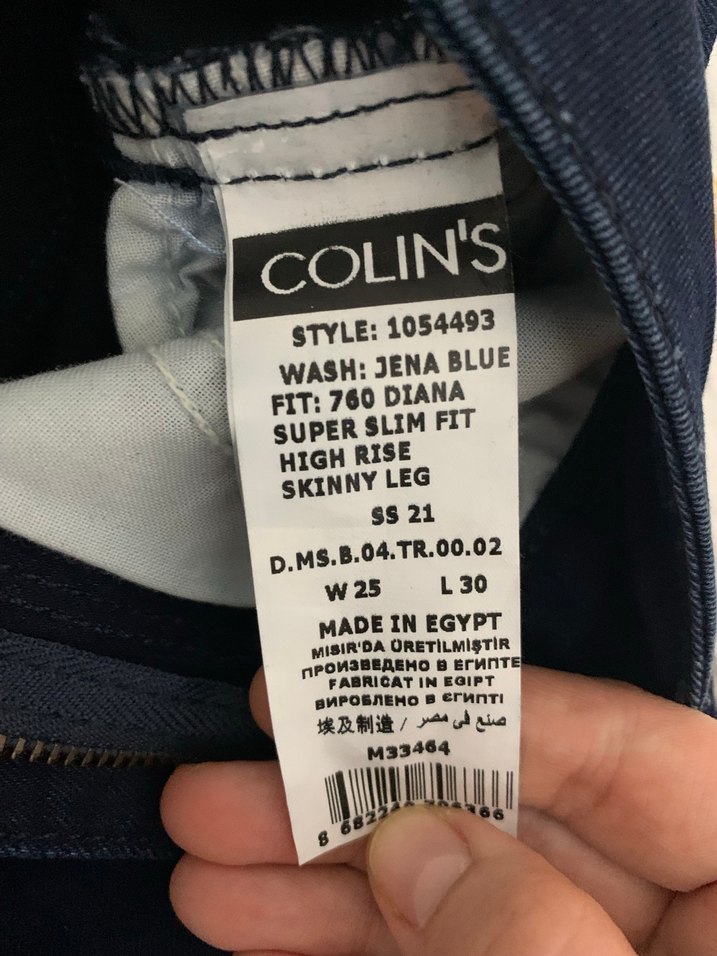 COLIN'S
STYLE: 1054493
WASH: JENA BLUE
FIT: 760 DIANA
SUPER SLIM FIT
HIGH RISE
SKINNY LEG
SS 21
D.MS.B.04.TR.00.02
W 25 L 30
MADE IN EGYPT
MISIR'DA ÜRETİLMİŞTİR
ПРОИЗВЕДЕНО В ЕГИПТЕ
FABRICAT IN EGIPT
ВИРОБЛЕНО В ЄГИПТІ
埃及制造 / صنع في مصر
M33464
8